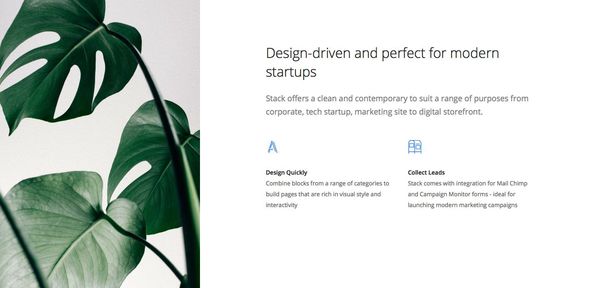 Design-driven and perfect for modern
startups
Stack offers a clean and contemporary to suit a range of purposes from
corporate, tech startup, marketing site to digital storefront.
Design Quickly
Combine blocks from a range of categories to
build pages that are rich in visual style and
interactivity
Collect Leads
Stack comes with integration for Mail Chimp
and Campaign Monitor forms - ideal for
launching modern marketing campaigns